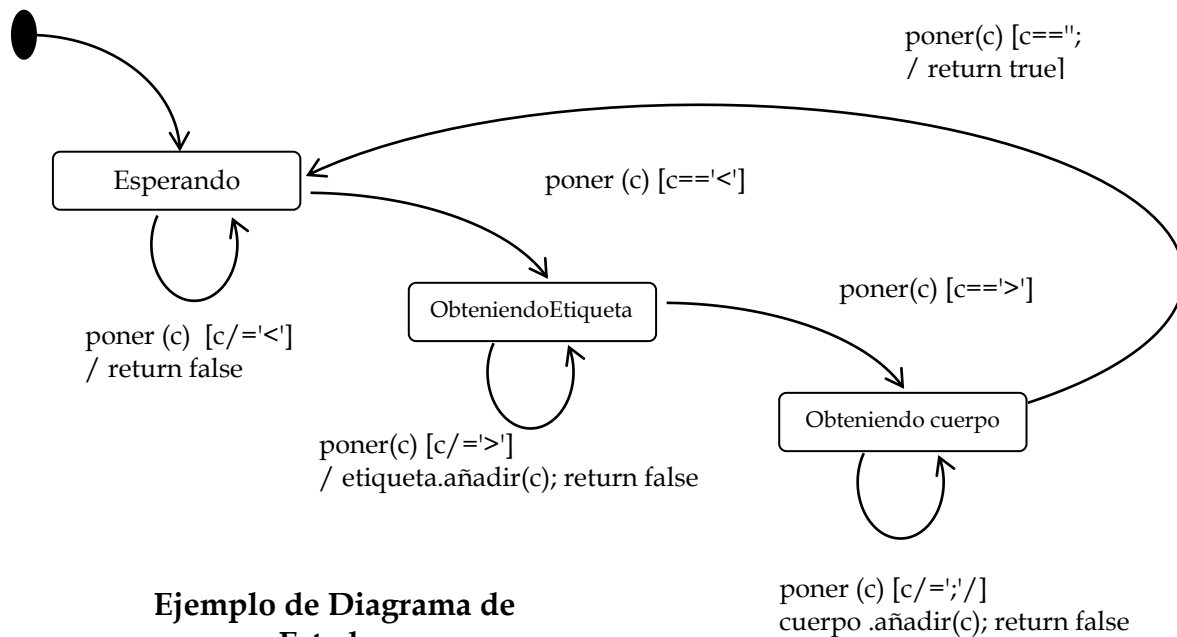 poner(c) [c=='';
/ return true]
Esperando
poner (c) [c=='<']
poner (c)  [c/='<']
/ return false
ObteniendoEtiqueta
poner(c) [c=='>']
poner(c) [c/='>']
/ etiqueta.añadir(c); return false
Obteniendo cuerpo
poner (c) [c/=';'/]
cuerpo .añadir(c); return false
Ejemplo de Diagrama de